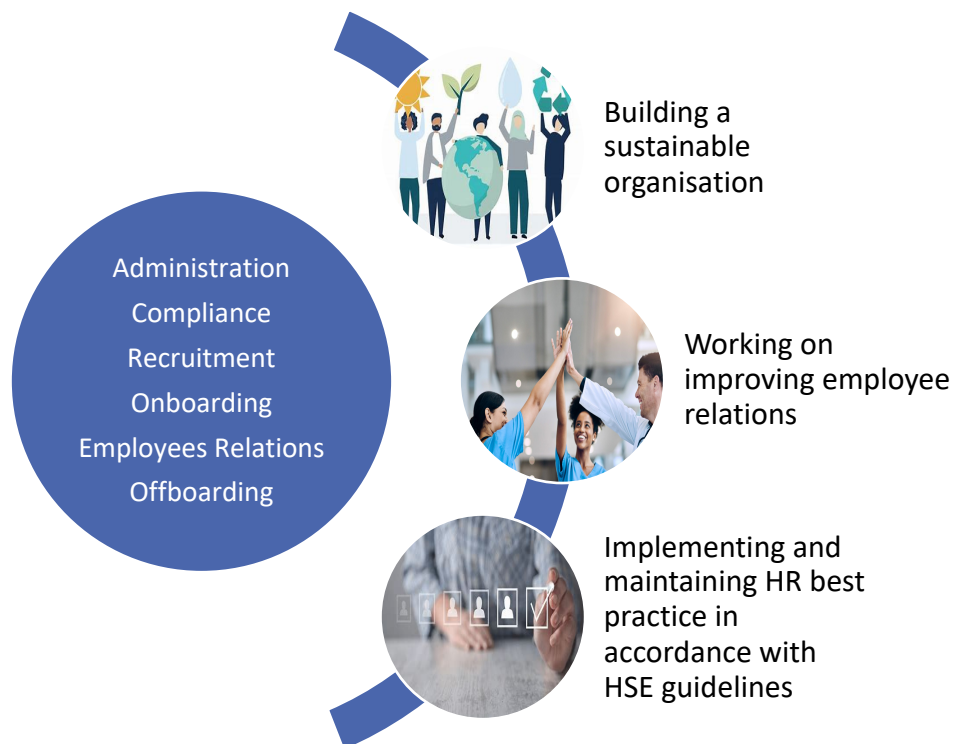 Administration
Compliance
Recruitment
Onboarding
Employees Relations
Offboarding
Building a
sustainable
organisation
Working on
improving employee
relations
Implementing and
maintaining HR best
practice in
accordance with
HSE guidelines